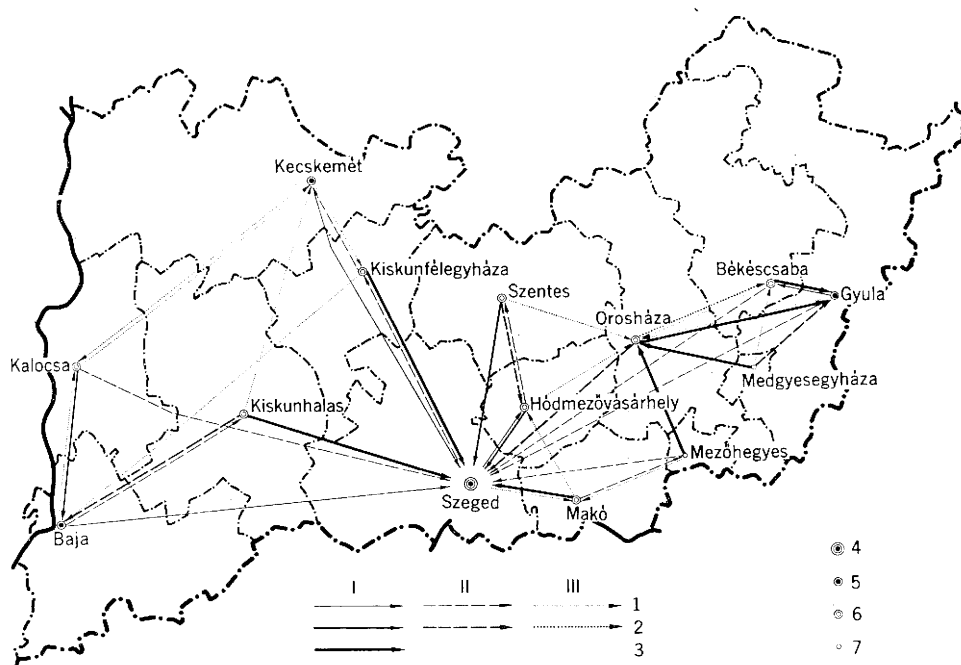 Kecskemét
Kiskunfélegyháza
Szentes
Békéscsaba
Gyula
Orosháza
Kalocsa
Medgyesegyháza
Kiskunhalas
Hódmezővásárhely
Mezőhegyes
Szeged
Makó
Baja
I II III
1
2
3
4
5
6
7